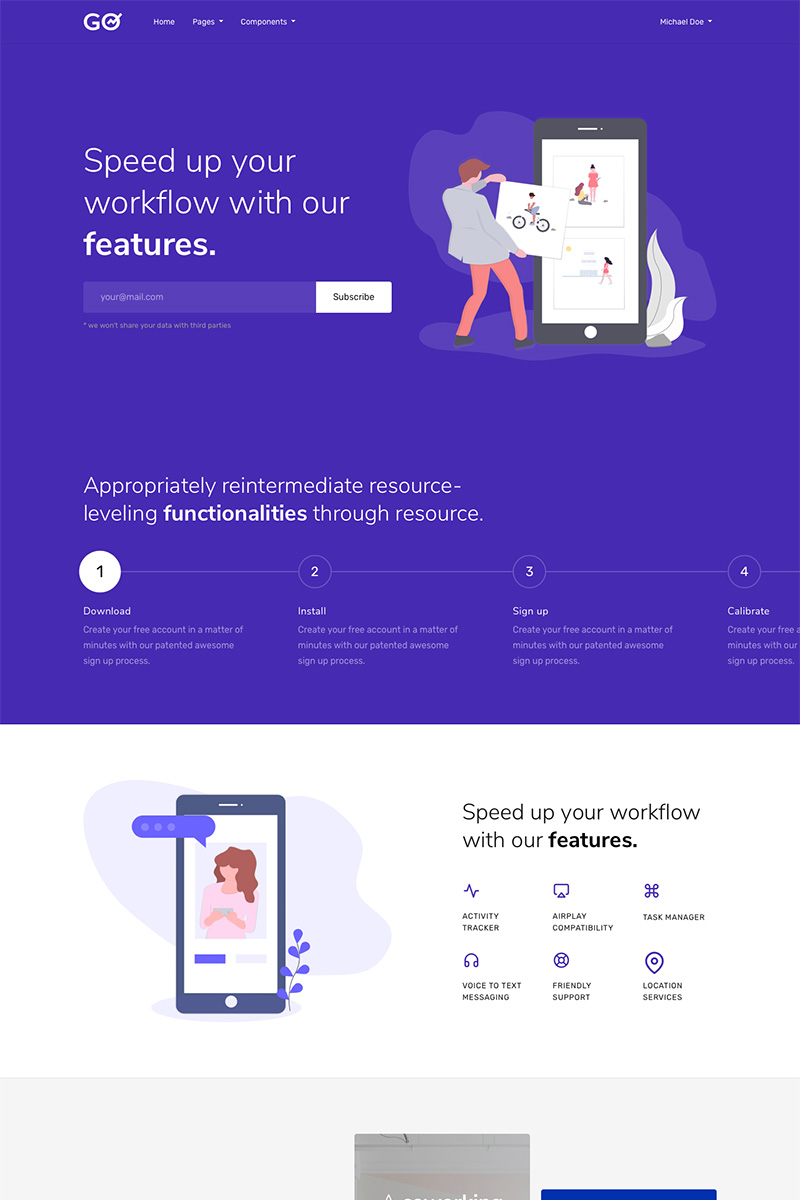 GO
Home
Pages
Components
Michael Doe
Speed up your
workflow with our
features.
your@mail.com
Subscribe
* we won't share your data with third parties
Appropriately reintermediate resource-
leveling functionalities through resource.
1
2
3
4
Download
Create your free account in a matter of
minutes with our patented awesome
sign up process.
Install
Create your free account in a matter of
minutes with our patented awesome
sign up process.
Sign up
Create your free account in a matter of
minutes with our patented awesome
sign up process.
Calibrate
Create your free a
minutes with our
sign up process.
Speed up your workflow
with our features.
ACTIVITY
TRACKER
AIRPLAY
COMPATIBILITY
TASK MANAGER
VOICE TO TEXT
MESSAGING
FRIENDLY
SUPPORT
LOCATION
SERVICES
A coworking